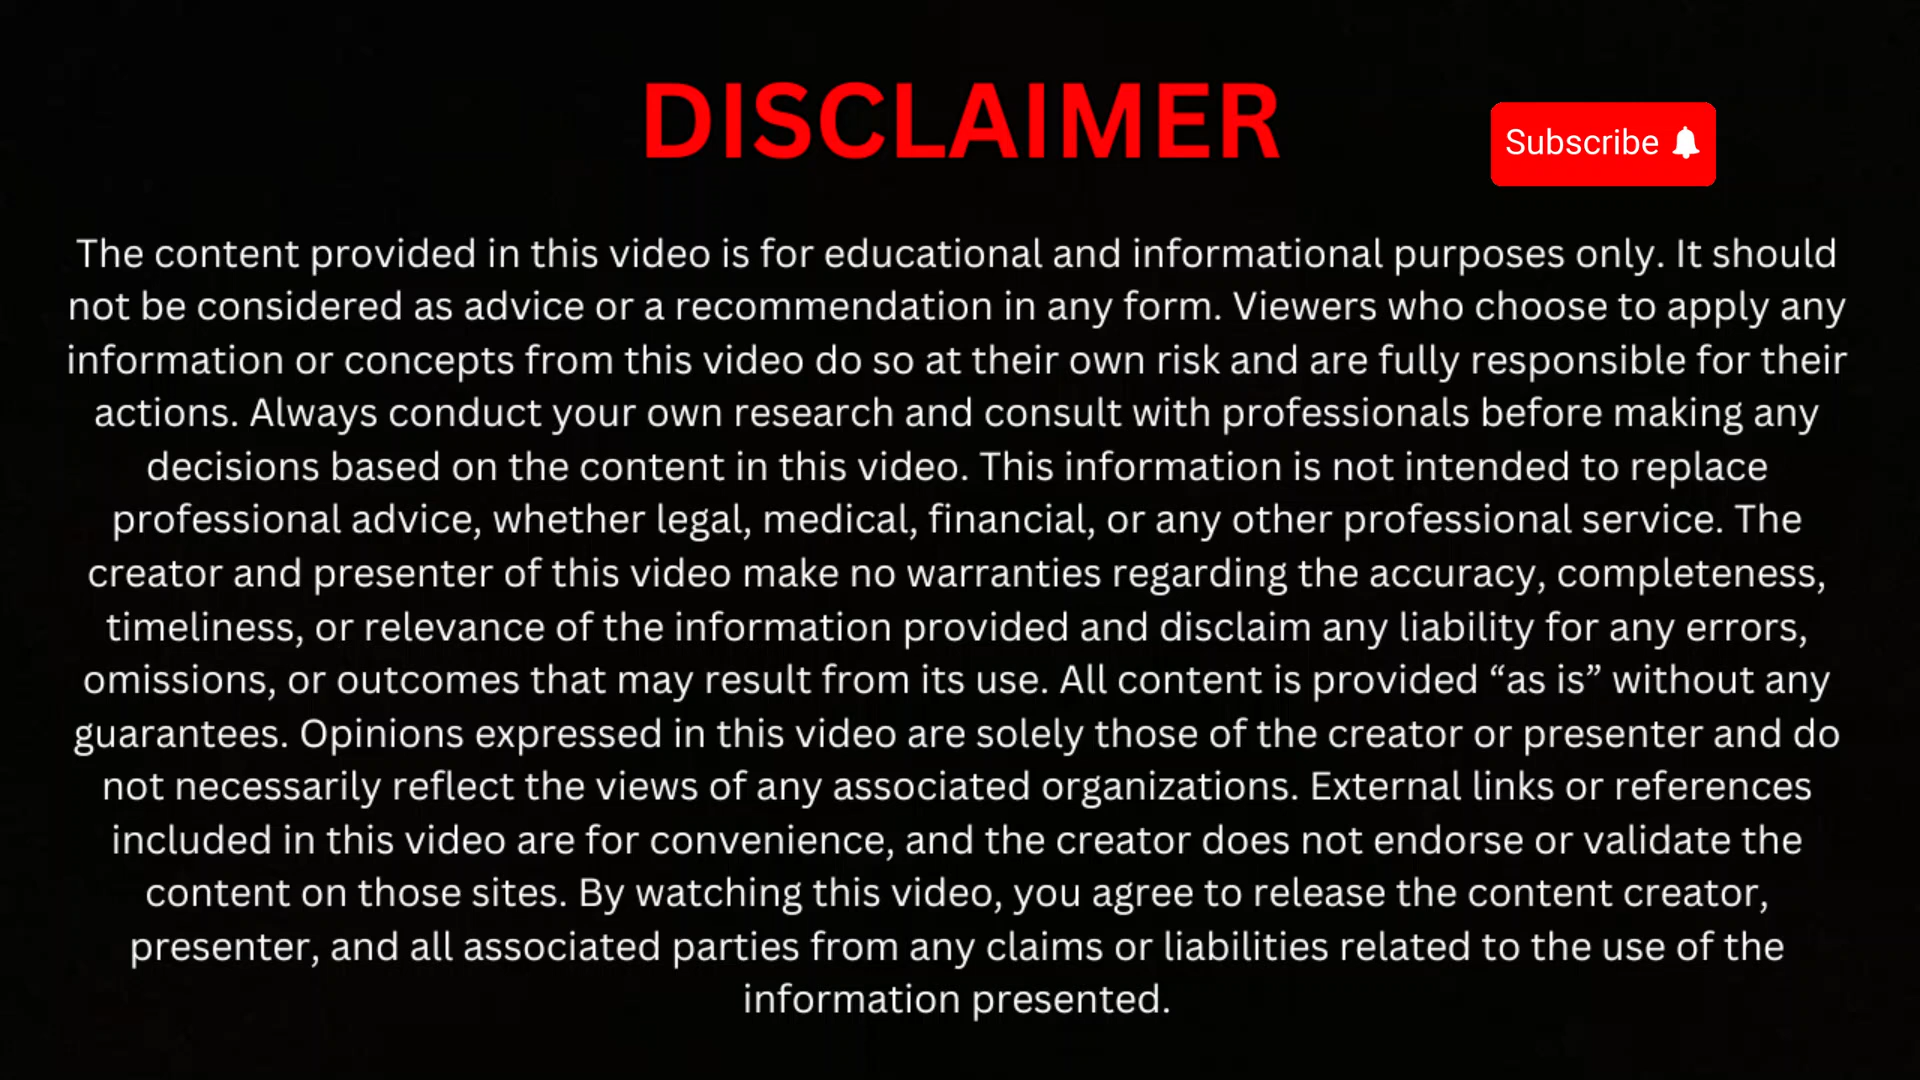 DISCLAIMER
Subscribe
The content provided in this video is for educational and informational purposes only. It should
not be considered as advice or a recommendation in any form. Viewers who choose to apply any
information or concepts from this video do so at their own risk and are fully responsible for their
actions. Always conduct your own research and consult with professionals before making any
decisions based on the content in this video. This information is not intended to replace
professional advice, whether legal, medical, financial, or any other professional service. The
creator and presenter of this video make no warranties regarding the accuracy, completeness,
timeliness, or relevance of the information provided and disclaim any liability for any errors,
omissions, or outcomes that may result from its use. All content is provided “as is” without any
guarantees. Opinions expressed in this video are solely those of the creator or presenter and do
not necessarily reflect the views of any associated organizations. External links or references
included in this video are for convenience, and the creator does not endorse or validate the
content on those sites. By watching this video, you agree to release the content creator,
presenter, and all associated parties from any claims or liabilities related to the use of the
information presented.